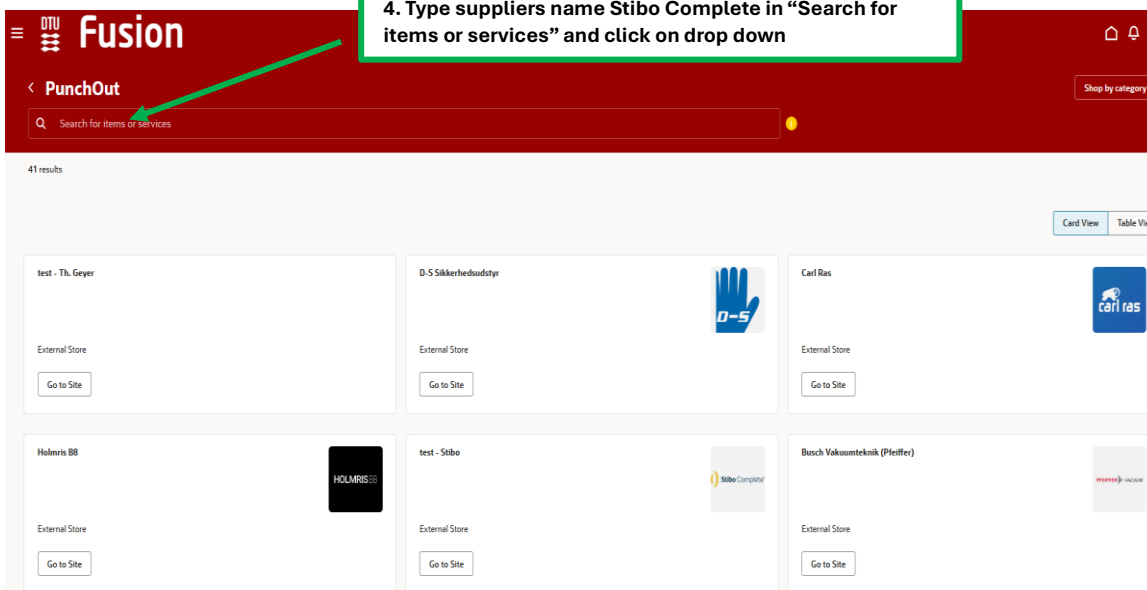 4. Type suppliers name Stibo Complete in “Search for
items or services” and click on drop down
DTU
Fusion
PunchOut
Shop by category
Search for items or services
41 results
Card View
Table Vi
test - Th. Geyer
D-S Sikkerhedsudstyr
Carl Ras
D-S
carl ras
External Store
External Store
External Store
Go to Site
Go to Site
Go to Site
Holmris B8
test - Stibo
Busch Vakuumteknik (Pfeiffer)
HOLMRIS B8
Stibo Complete
PFEIFFER VACUUM
External Store
External Store
External Store
Go to Site
Go to Site
Go to Site